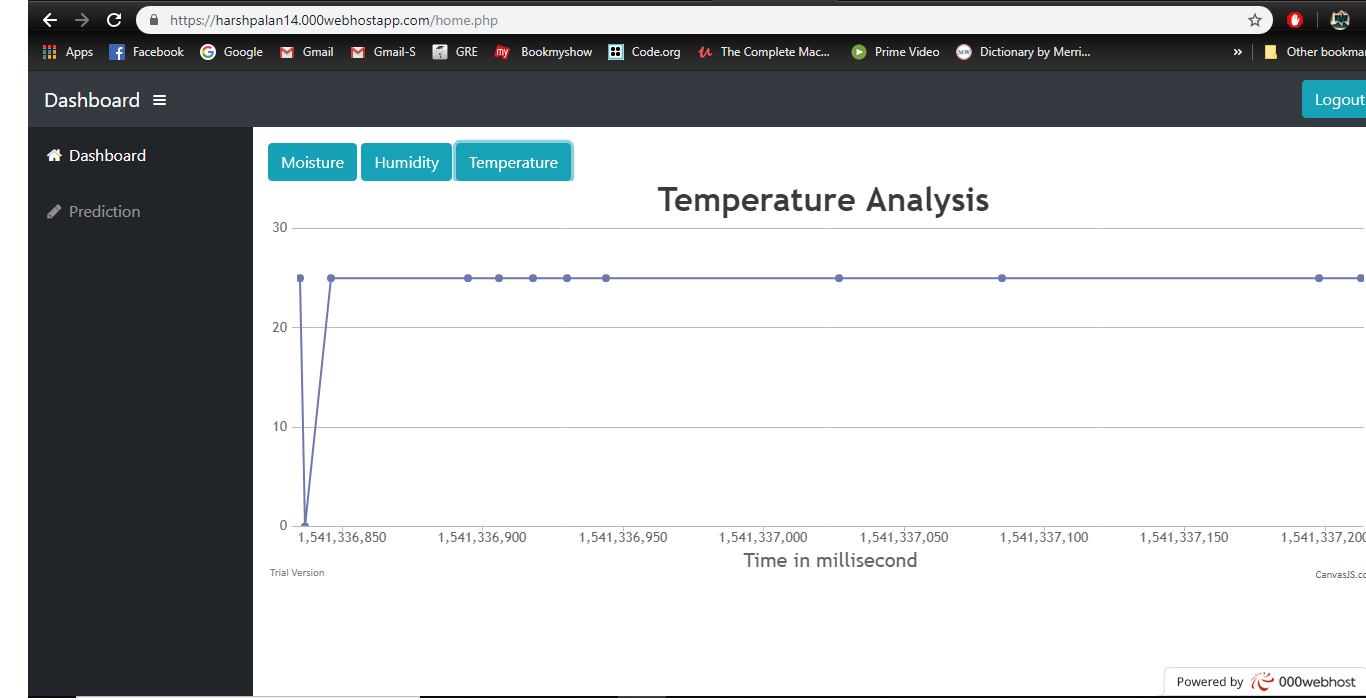 https://harshpalan14.000webhostapp.com/home.php
Apps Facebook Google Gmail Gmail-S GRE my Bookmyshow Code.org The Complete Mac... Prime Video M-W Dictionary by Merri... » Other bookmar
Dashboard Logout
Dashboard
Prediction
Moisture Humidity Temperature
Temperature Analysis
30
20
10
0
1,541,336,850 1,541,336,900 1,541,336,950 1,541,337,000 1,541,337,050 1,541,337,100 1,541,337,150 1,541,337,200
Time in millisecond
Trial Version CanvasJS.co
Powered by 000webhost